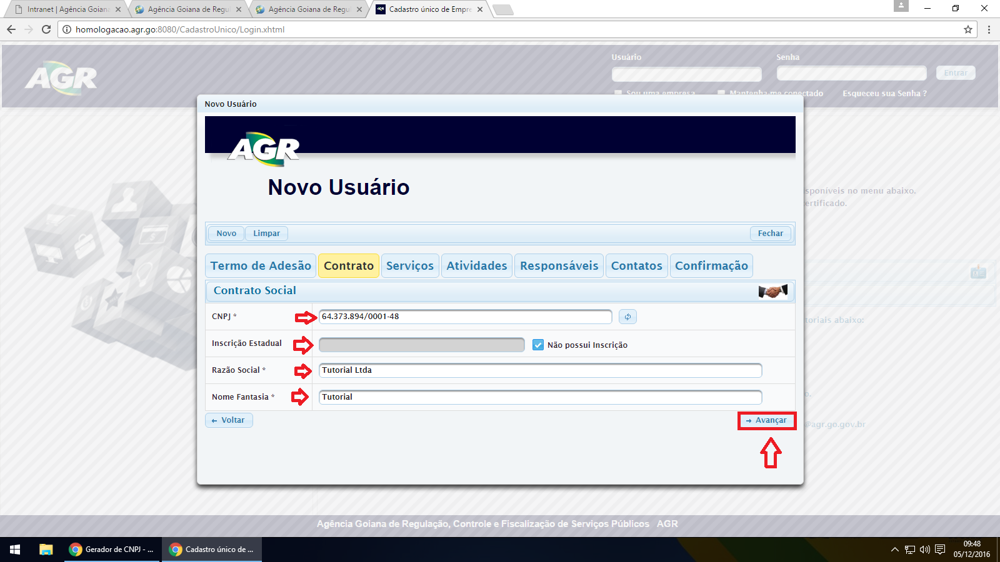 Intranet | Agência Goiana
Agência Goiana de Regul
Agência Goiana de Regul
Cadastro único de Empre
homologacao.agr.go:8080/CadastroUnico/Login.xhtml
AGR
Usuário
Senha
Entrar
Sou uma empresa
Mantenha-me conectado
Esqueceu sua Senha ?
Novo Usuário
AGR
Novo Usuário
sponíveis no menu abaixo.
ertificado.
Novo
Limpar
Fechar
Termo de Adesão
Contrato
Serviços
Atividades
Responsáveis
Contatos
Confirmação
Contrato Social
CNPJ *
64.373.894/0001-48
toriais abaixo:
Inscrição Estadual
Não possui Inscrição
Razão Social *
Tutorial Ltda
Nome Fantasia *
Tutorial
o.
← Voltar
→ Avançar
@agr.go.gov.br
Agência Goiana de Regulação, Controle e Fiscalização de Serviços Públicos AGR
Gerador de CNPJ - ...
Cadastro único de ...
09:48
05/12/2016